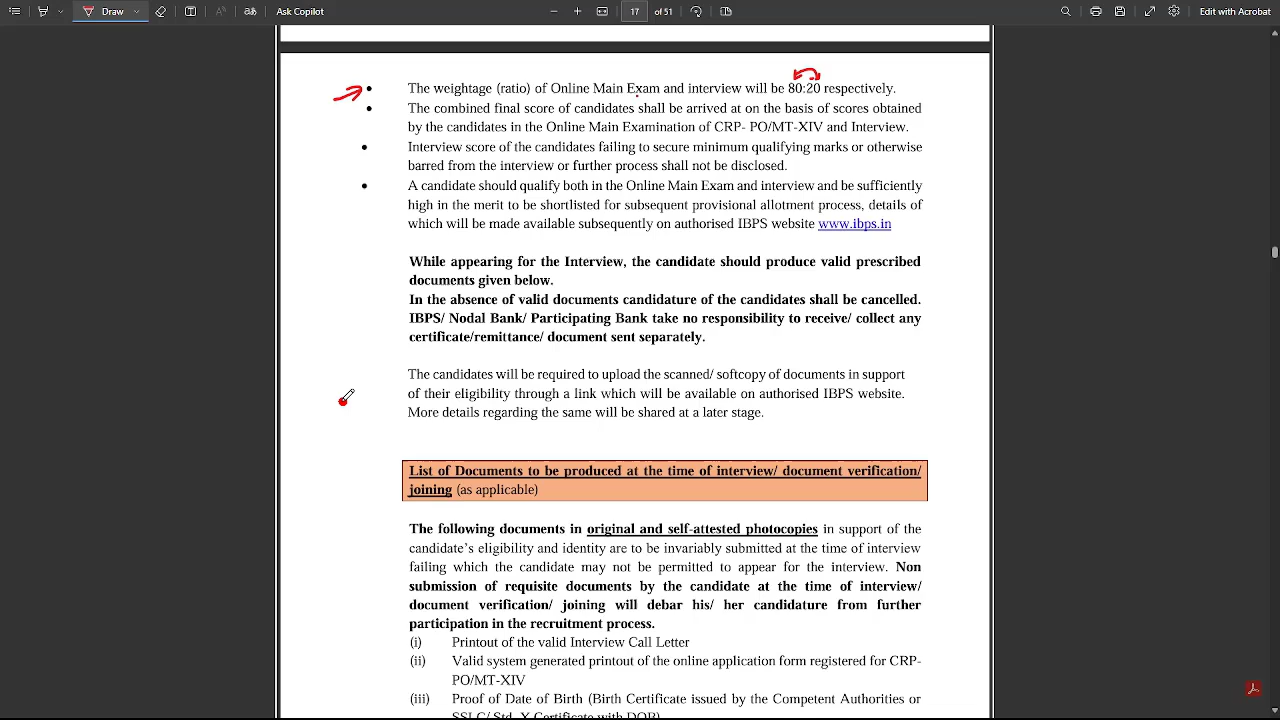 Draw
Ask Copilot
17 of 51
Edit with Acrobat
• The weightage (ratio) of Online Main Exam and interview will be 80:20 respectively.
• The combined final score of candidates shall be arrived at on the basis of scores obtained
by the candidates in the Online Main Examination of CRP- PO/MT-XIV and Interview.
• Interview score of the candidates failing to secure minimum qualifying marks or otherwise
barred from the interview or further process shall not be disclosed.
• A candidate should qualify both in the Online Main Exam and interview and be sufficiently
high in the merit to be shortlisted for subsequent provisional allotment process, details of
which will be made available subsequently on authorised IBPS website www.ibps.in
While appearing for the Interview, the candidate should produce valid prescribed
documents given below.
In the absence of valid documents candidature of the candidates shall be cancelled.
IBPS/ Nodal Bank/ Participating Bank take no responsibility to receive/ collect any
certificate/remittance/ document sent separately.
The candidates will be required to upload the scanned/ softcopy of documents in support
of their eligibility through a link which will be available on authorised IBPS website.
More details regarding the same will be shared at a later stage.
List of Documents to be produced at the time of interview/ document verification/
joining (as applicable)
The following documents in original and self-attested photocopies in support of the
candidate's eligibility and identity are to be invariably submitted at the time of interview
failing which the candidate may not be permitted to appear for the interview. Non
submission of requisite documents by the candidate at the time of interview/
document verification/ joining will debar his/ her candidature from further
participation in the recruitment process.
(i) Printout of the valid Interview Call Letter
(ii) Valid system generated printout of the online application form registered for CRP-
PO/MT-XIV
(iii) Proof of Date of Birth (Birth Certificate issued by the Competent Authorities or
SSLC/ Std. X Certificate with DOB)